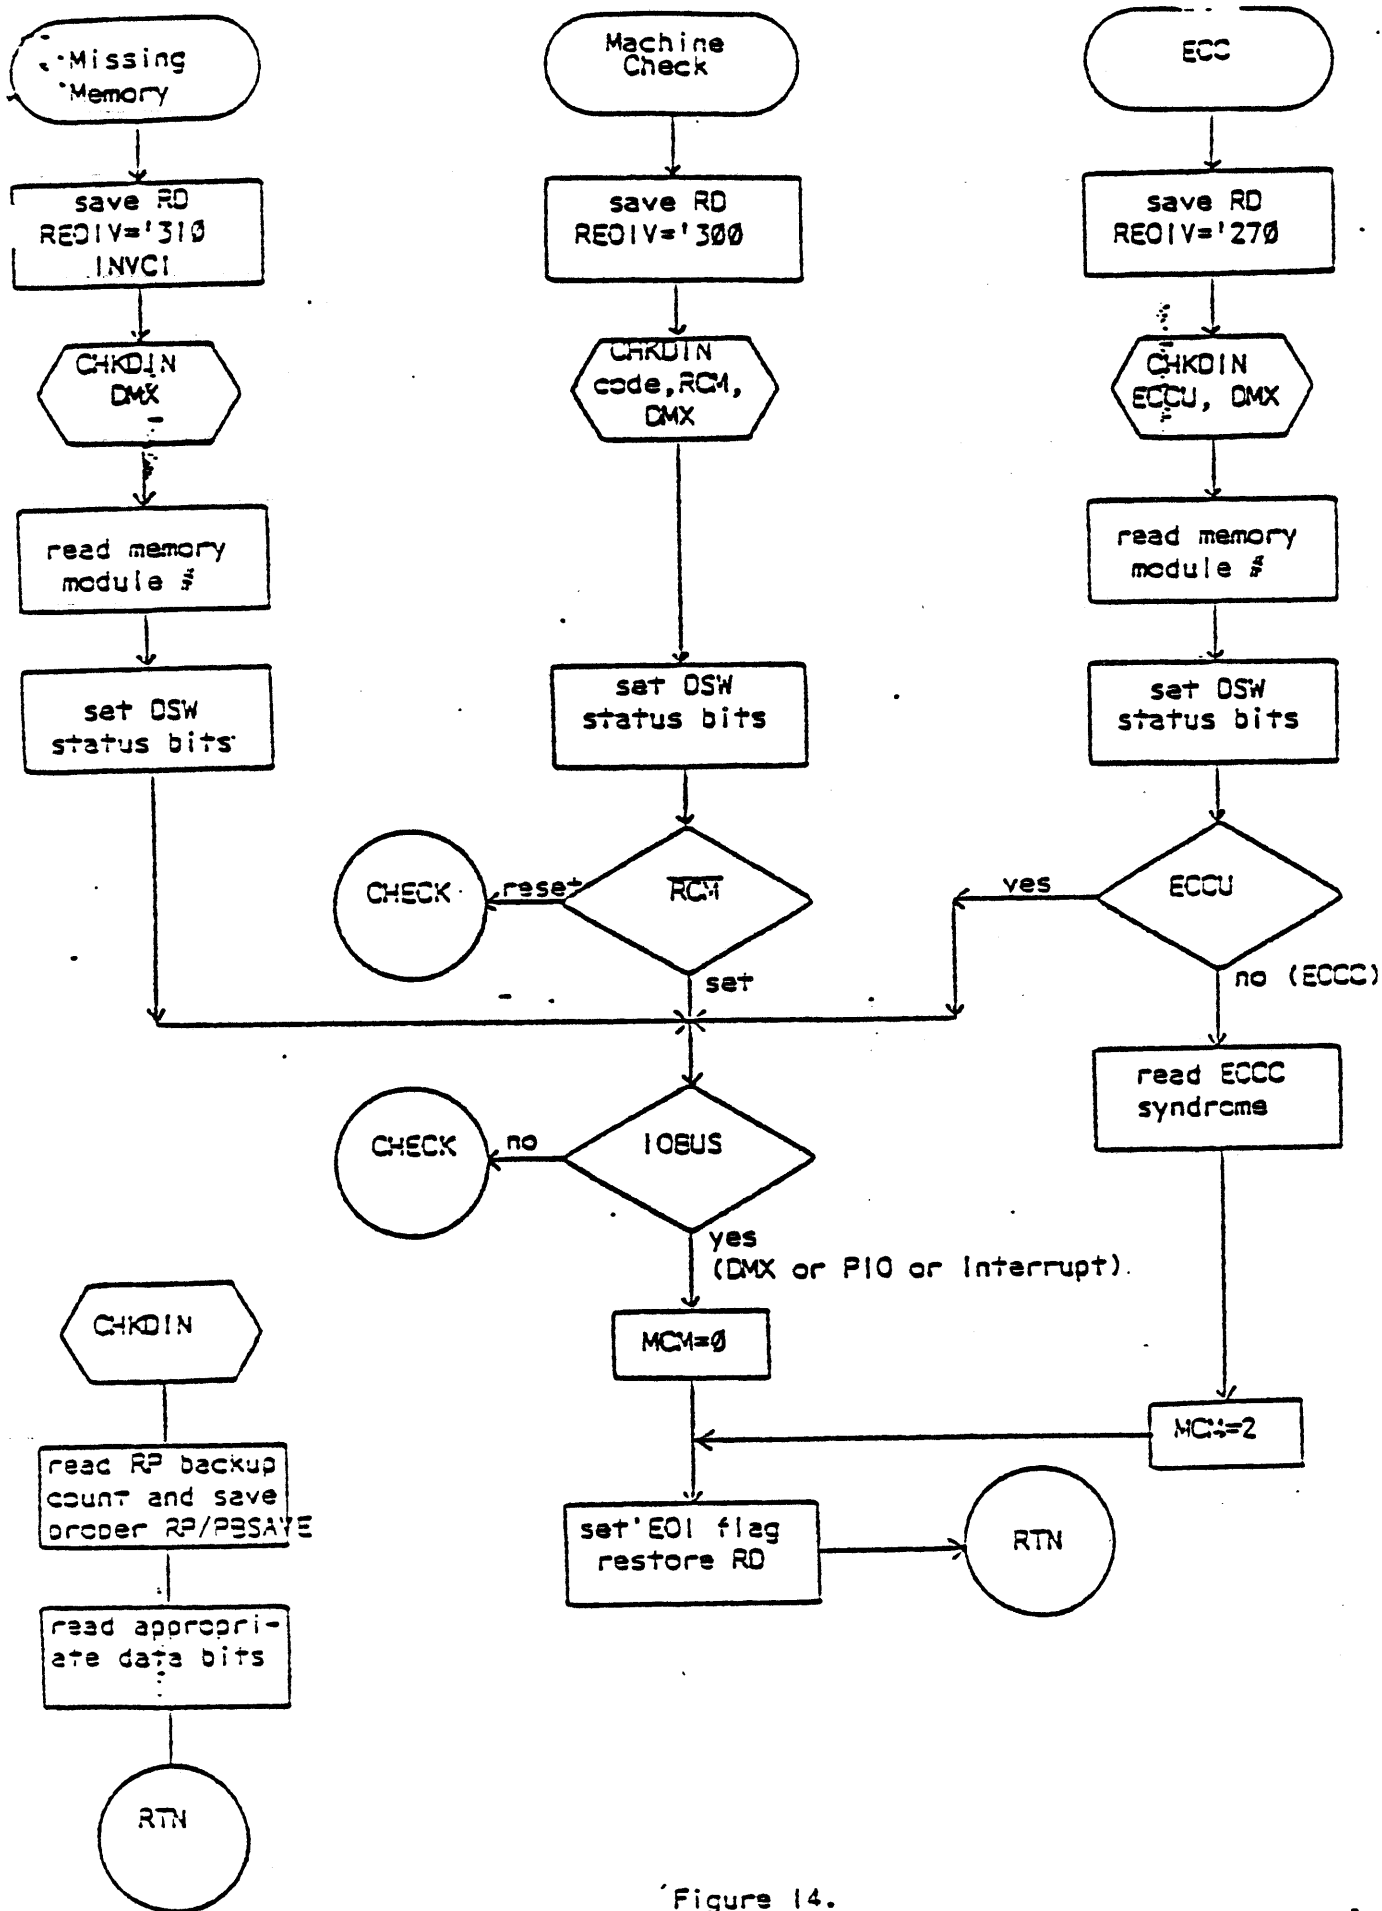 Missing
Memory
save RD
REOIV='310
INVCI
CHKDIN
DMX
read memory
module #
set DSW
status bits
Machine
Check
save RD
REOIV='300
CHKDIN
code,RCM,
DMX
set DSW
status bits
RCM
reset
CHECK
set
IOBUS
no
CHECK
yes
(DMX or PIO or Interrupt).
MCM=0
set EOI flag
restore RD
RTN
ECC
save RD
REOIV='270
CHKDIN
ECCU, DMX
read memory
module #
set DSW
status bits
ECCU
yes
no (ECCC)
read ECCC
syndrome
MCM=2
CHKDIN
read RP backup
count and save
proper RP/PBSAVE
read appropri-
ate data bits
RTN
Figure 14.